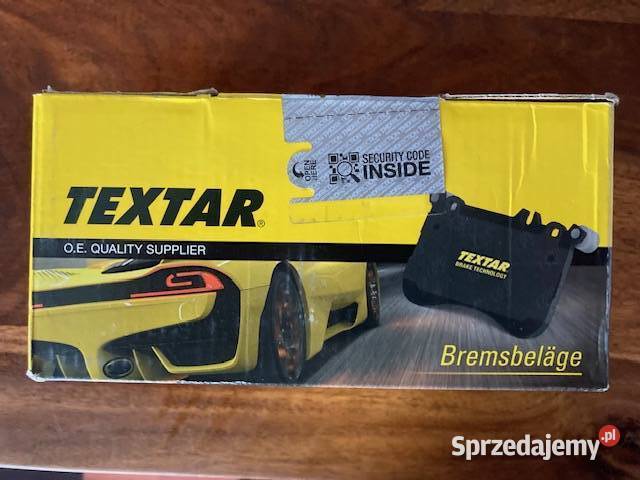 OPEN HERE
SECURITY CODE
INSIDE
TEXTAR®
O.E. QUALITY SUPPLIER
TEXTAR
BRAKE TECHNOLOGY
Bremsbeläge
Sprzedajemy.pl